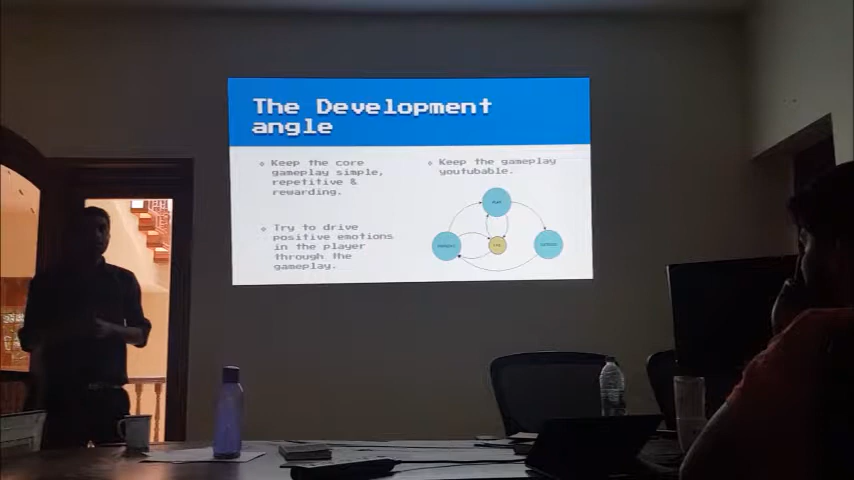 The Development
angle
Keep the core
gameplay simple,
repetitive &
rewarding.
Try to drive
positive emotions
in the player
through the
gameplay.
Keep the gameplay
youtubable.